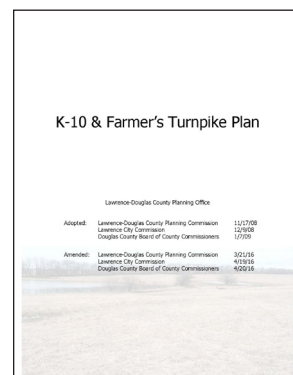 K-10 & Farmer's Turnpike Plan
Lawrence-Douglas County Planning Office
Adopted: Lawrence-Douglas County Planning Commission 11/17/08
Lawrence City Commission 12/9/08
Douglas County Board of County Commissioners 1/7/09
Amended: Lawrence-Douglas County Planning Commission 3/21/16
Lawrence City Commission 4/19/16
Douglas County Board of County Commissioners 4/20/16